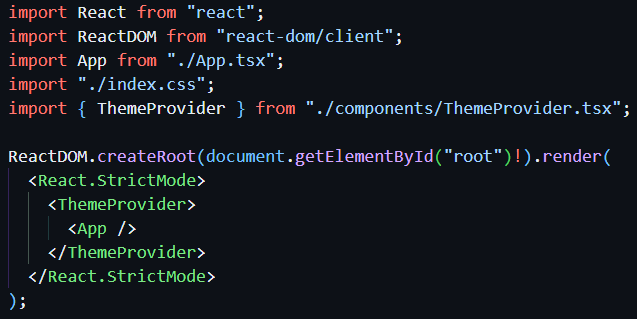 import React from "react";
import ReactDOM from "react-dom/client";
import App from "./App.tsx";
import "./index.css";
import { ThemeProvider } from "./components/ThemeProvider.tsx";

ReactDOM.createRoot(document.getElementById("root")!).render(
  <React.StrictMode>
    <ThemeProvider>
      <App />
    </ThemeProvider>
  </React.StrictMode>
);